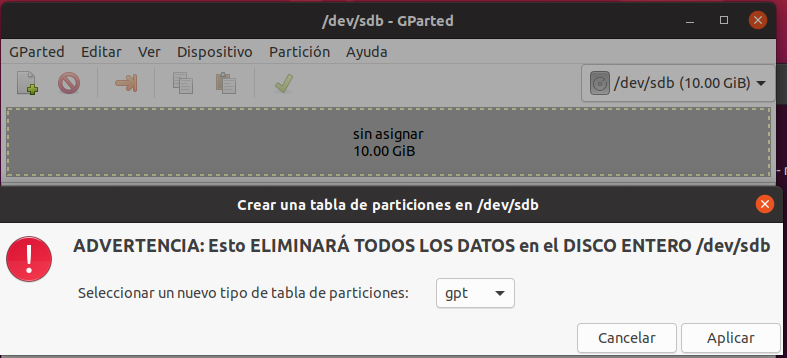 /dev/sdb - GParted
GParted Editar Ver Dispositivo Partición Ayuda
/dev/sdb (10.00 GiB)
sin asignar
10.00 GiB
Crear una tabla de particiones en /dev/sdb
ADVERTENCIA: Esto ELIMINARÁ TODOS LOS DATOS en el DISCO ENTERO /dev/sdb
Seleccionar un nuevo tipo de tabla de particiones: gpt
Cancelar Aplicar